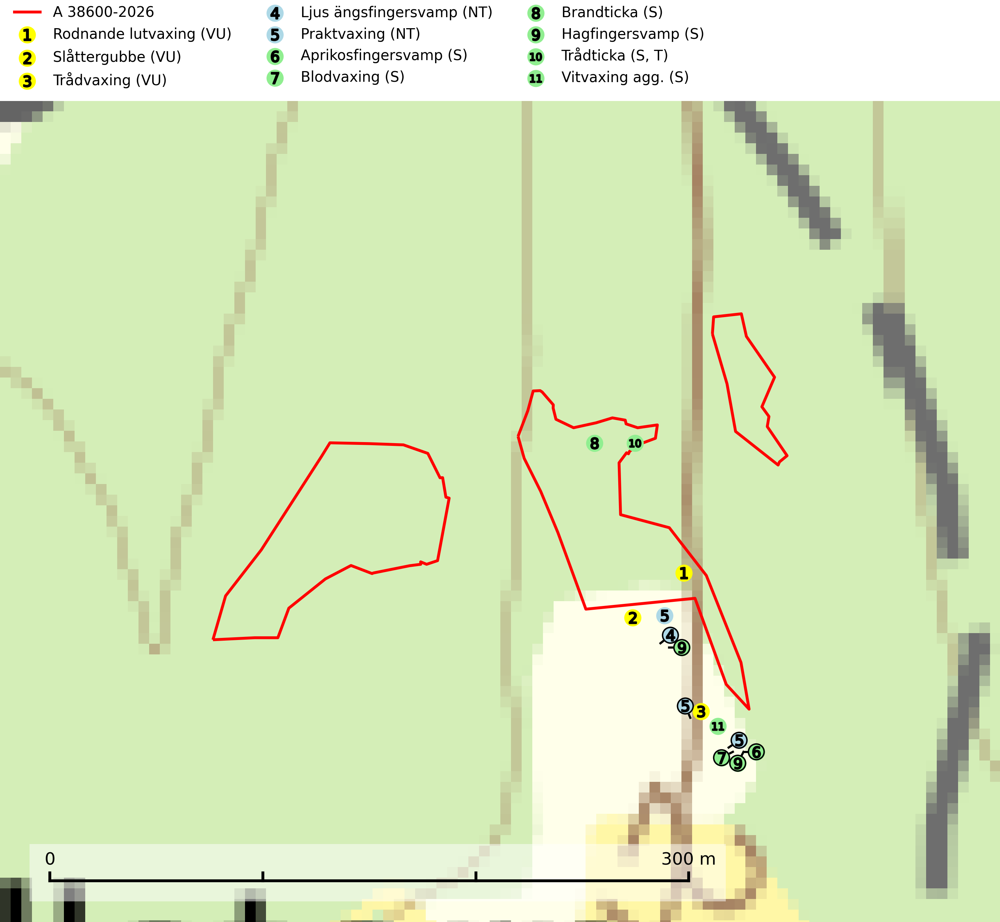 A 38600-2026
1 Rodnande lutvaxing (VU)
2 Slåttergubbe (VU)
3 Trådvaxing (VU)
4 Ljus ängsfingersvamp (NT)
5 Praktvaxing (NT)
6 Aprikosfingersvamp (S)
7 Blodvaxing (S)
8 Brandticka (S)
9 Hagfingersvamp (S)
10 Trådticka (S, T)
11 Vitvaxing agg. (S)
8 10
1
2 5
4
9
5 3
11
5
7 9 6
0 300 m